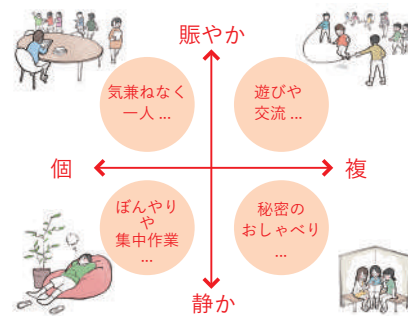 賑やか
気兼ねなく
一人 ...
遊びや
交流 ...
個
複
ぼんやり
や
集中作業
...
秘密の
おしゃべり
...
静か